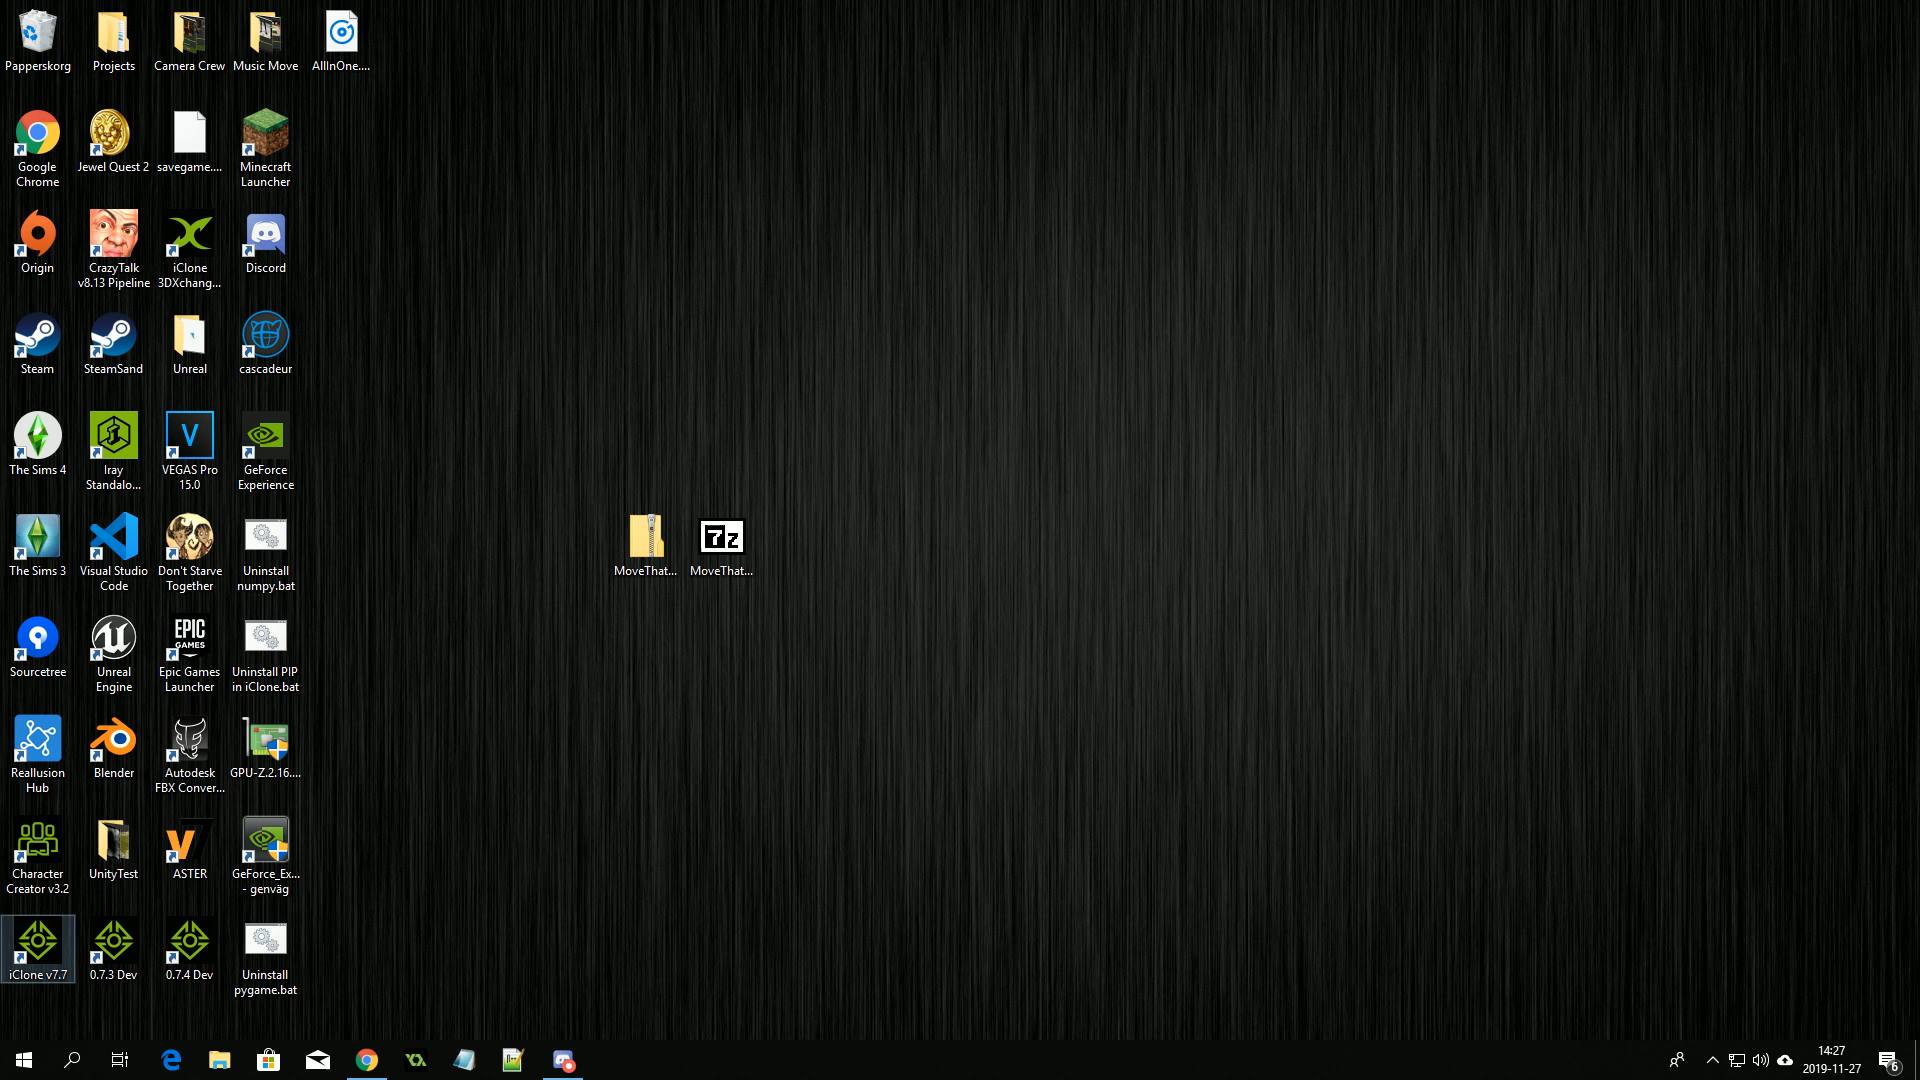 Papperskorg
Projects
Camera Crew
Music Move
AllInOne....
Google
Chrome
Jewel Quest 2
savegame....
Minecraft
Launcher
Origin
CrazyTalk
v8.13 Pipeline
iClone
3DXchang...
Discord
Steam
SteamSand
Unreal
cascadeur
The Sims 4
Iray
Standalo...
V
VEGAS Pro
15.0
GeForce
Experience
The Sims 3
Visual Studio
Code
Don't Starve
Together
Uninstall
numpy.bat
MoveThat...
7z
MoveThat...
Sourcetree
Unreal
Engine
EPIC
GAMES
Epic Games
Launcher
Uninstall PIP
in iClone.bat
Reallusion
Hub
Blender
Autodesk
FBX Conver...
GPU-Z.2.16....
Character
Creator v3.2
UnityTest
v7
ASTER
GeForce_Ex...
- genväg
iClone v7.7
0.7.3 Dev
0.7.4 Dev
Uninstall
pygame.bat
14:27
2019-11-27
6